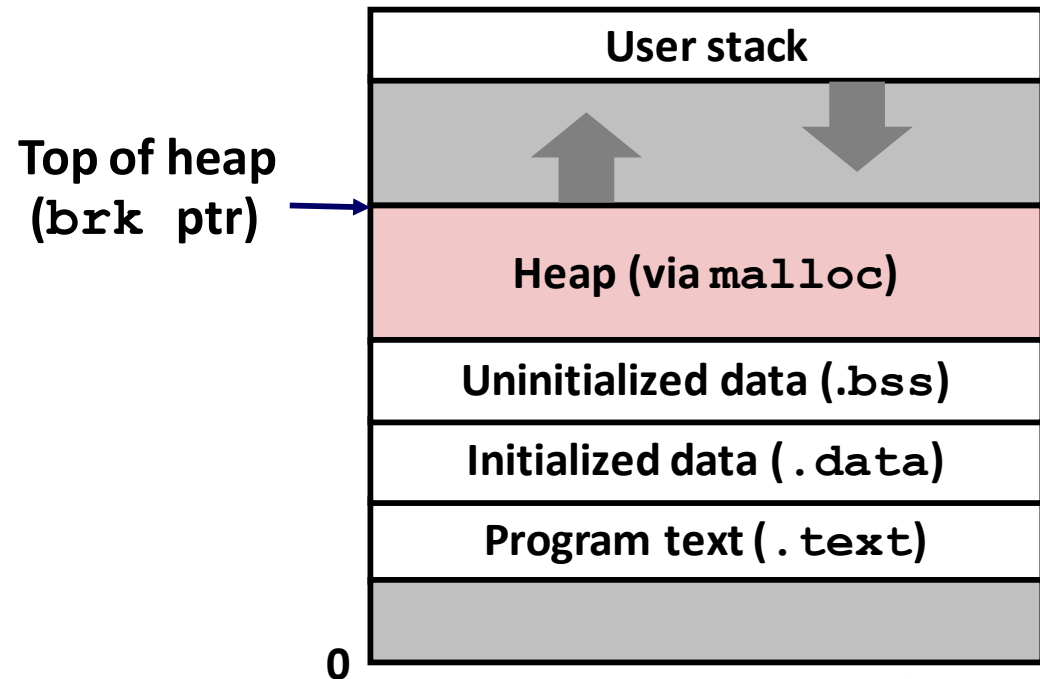 User stack
Top of heap
(brk ptr)
Heap (via malloc)
Uninitialized data (.bss)
Initialized data (.data)
Program text (.text)
0